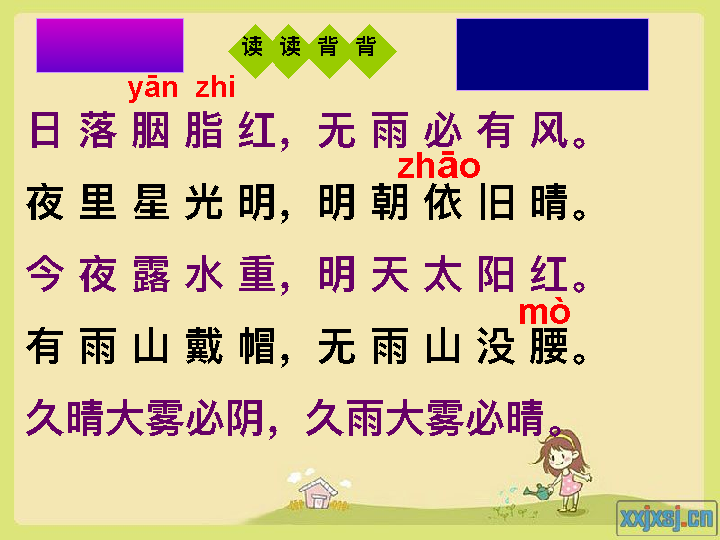 读读背背
yān zhi
日落胭脂红，无雨必有风。
zhāo
夜里星光明，明朝依旧晴。
今夜露水重，明天太阳红。
mò
有雨山戴帽，无雨山没腰。
久晴大雾必阴，久雨大雾必晴。
xxjxsj.cn